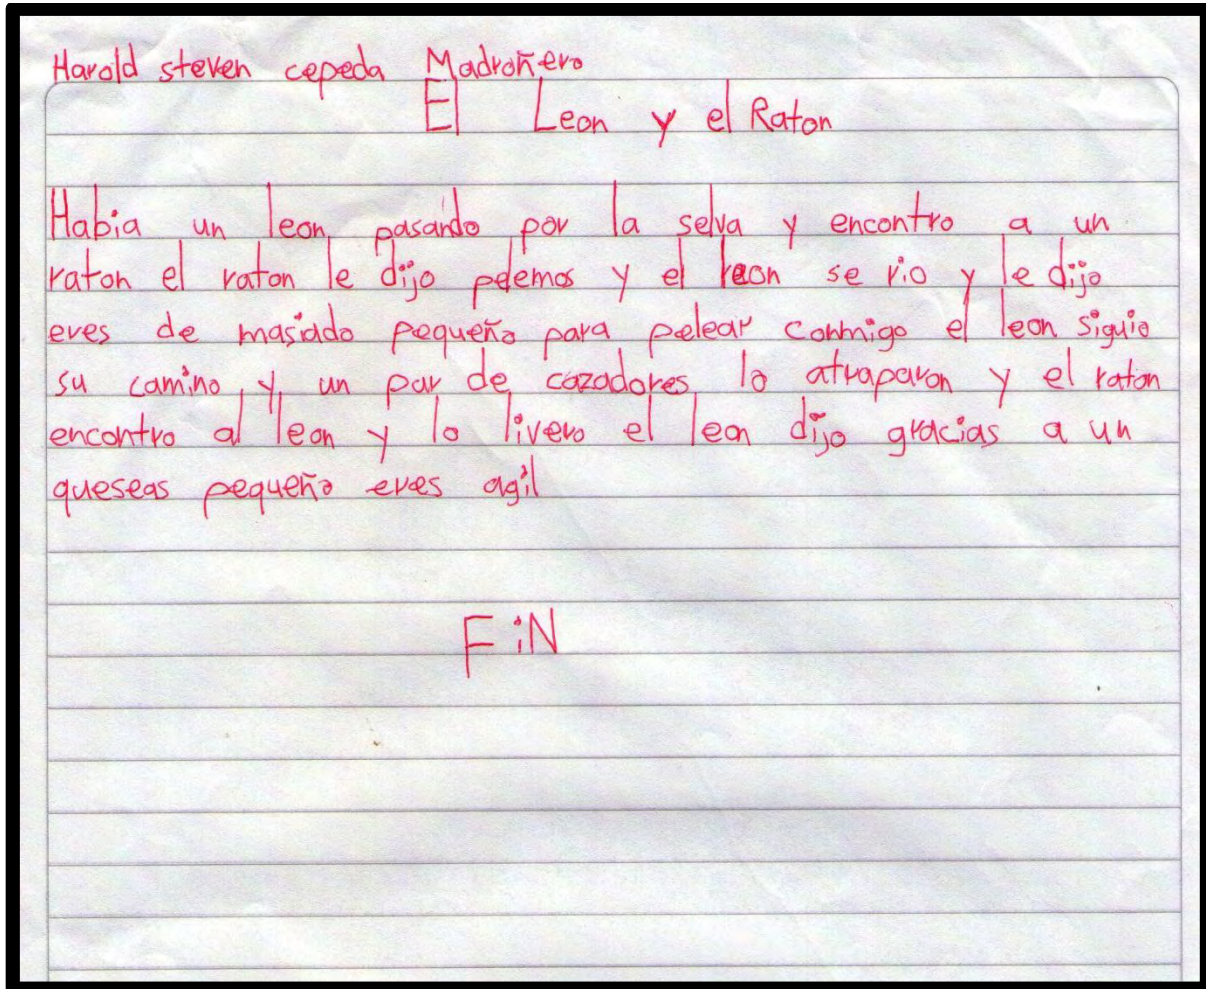 Harold steven cepeda Madroñero
El Leon y el Raton
Habia un leon pasando por la selva y encontro a un
raton el raton le dijo pelemos y el leon se rio y le dijo
eres de masiado pequeño para pelear conmigo el leon siguio
su camino y un par de cazadores lo atraparon y el raton
encontro al leon y lo livero el leon dijo gracias a un
queseas pequeño eres agil
FiN